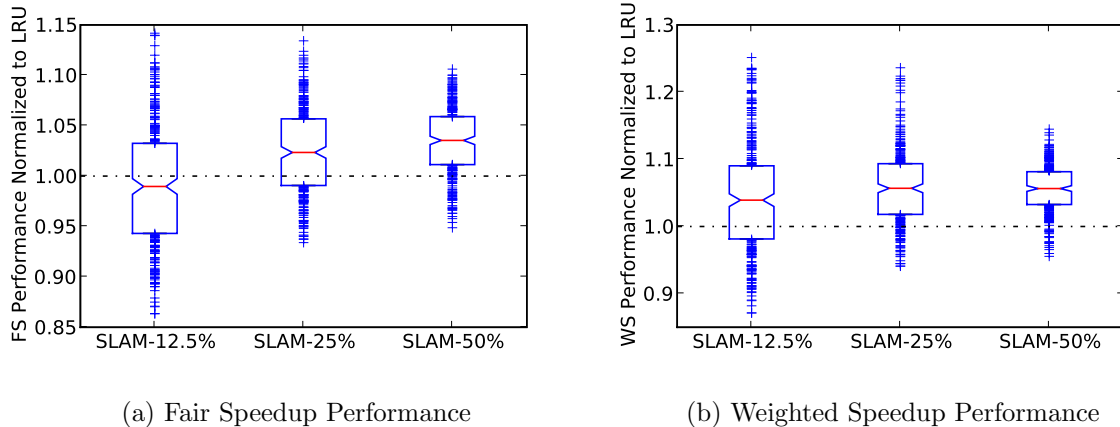 FS Performance Normalized to LRU
1.15
1.10
1.05
1.00
0.95
0.90
0.85
SLAM-12.5% SLAM-25% SLAM-50%
(a) Fair Speedup Performance
WS Performance Normalized to LRU
1.3
1.2
1.1
1.0
0.9
SLAM-12.5% SLAM-25% SLAM-50%
(b) Weighted Speedup Performance